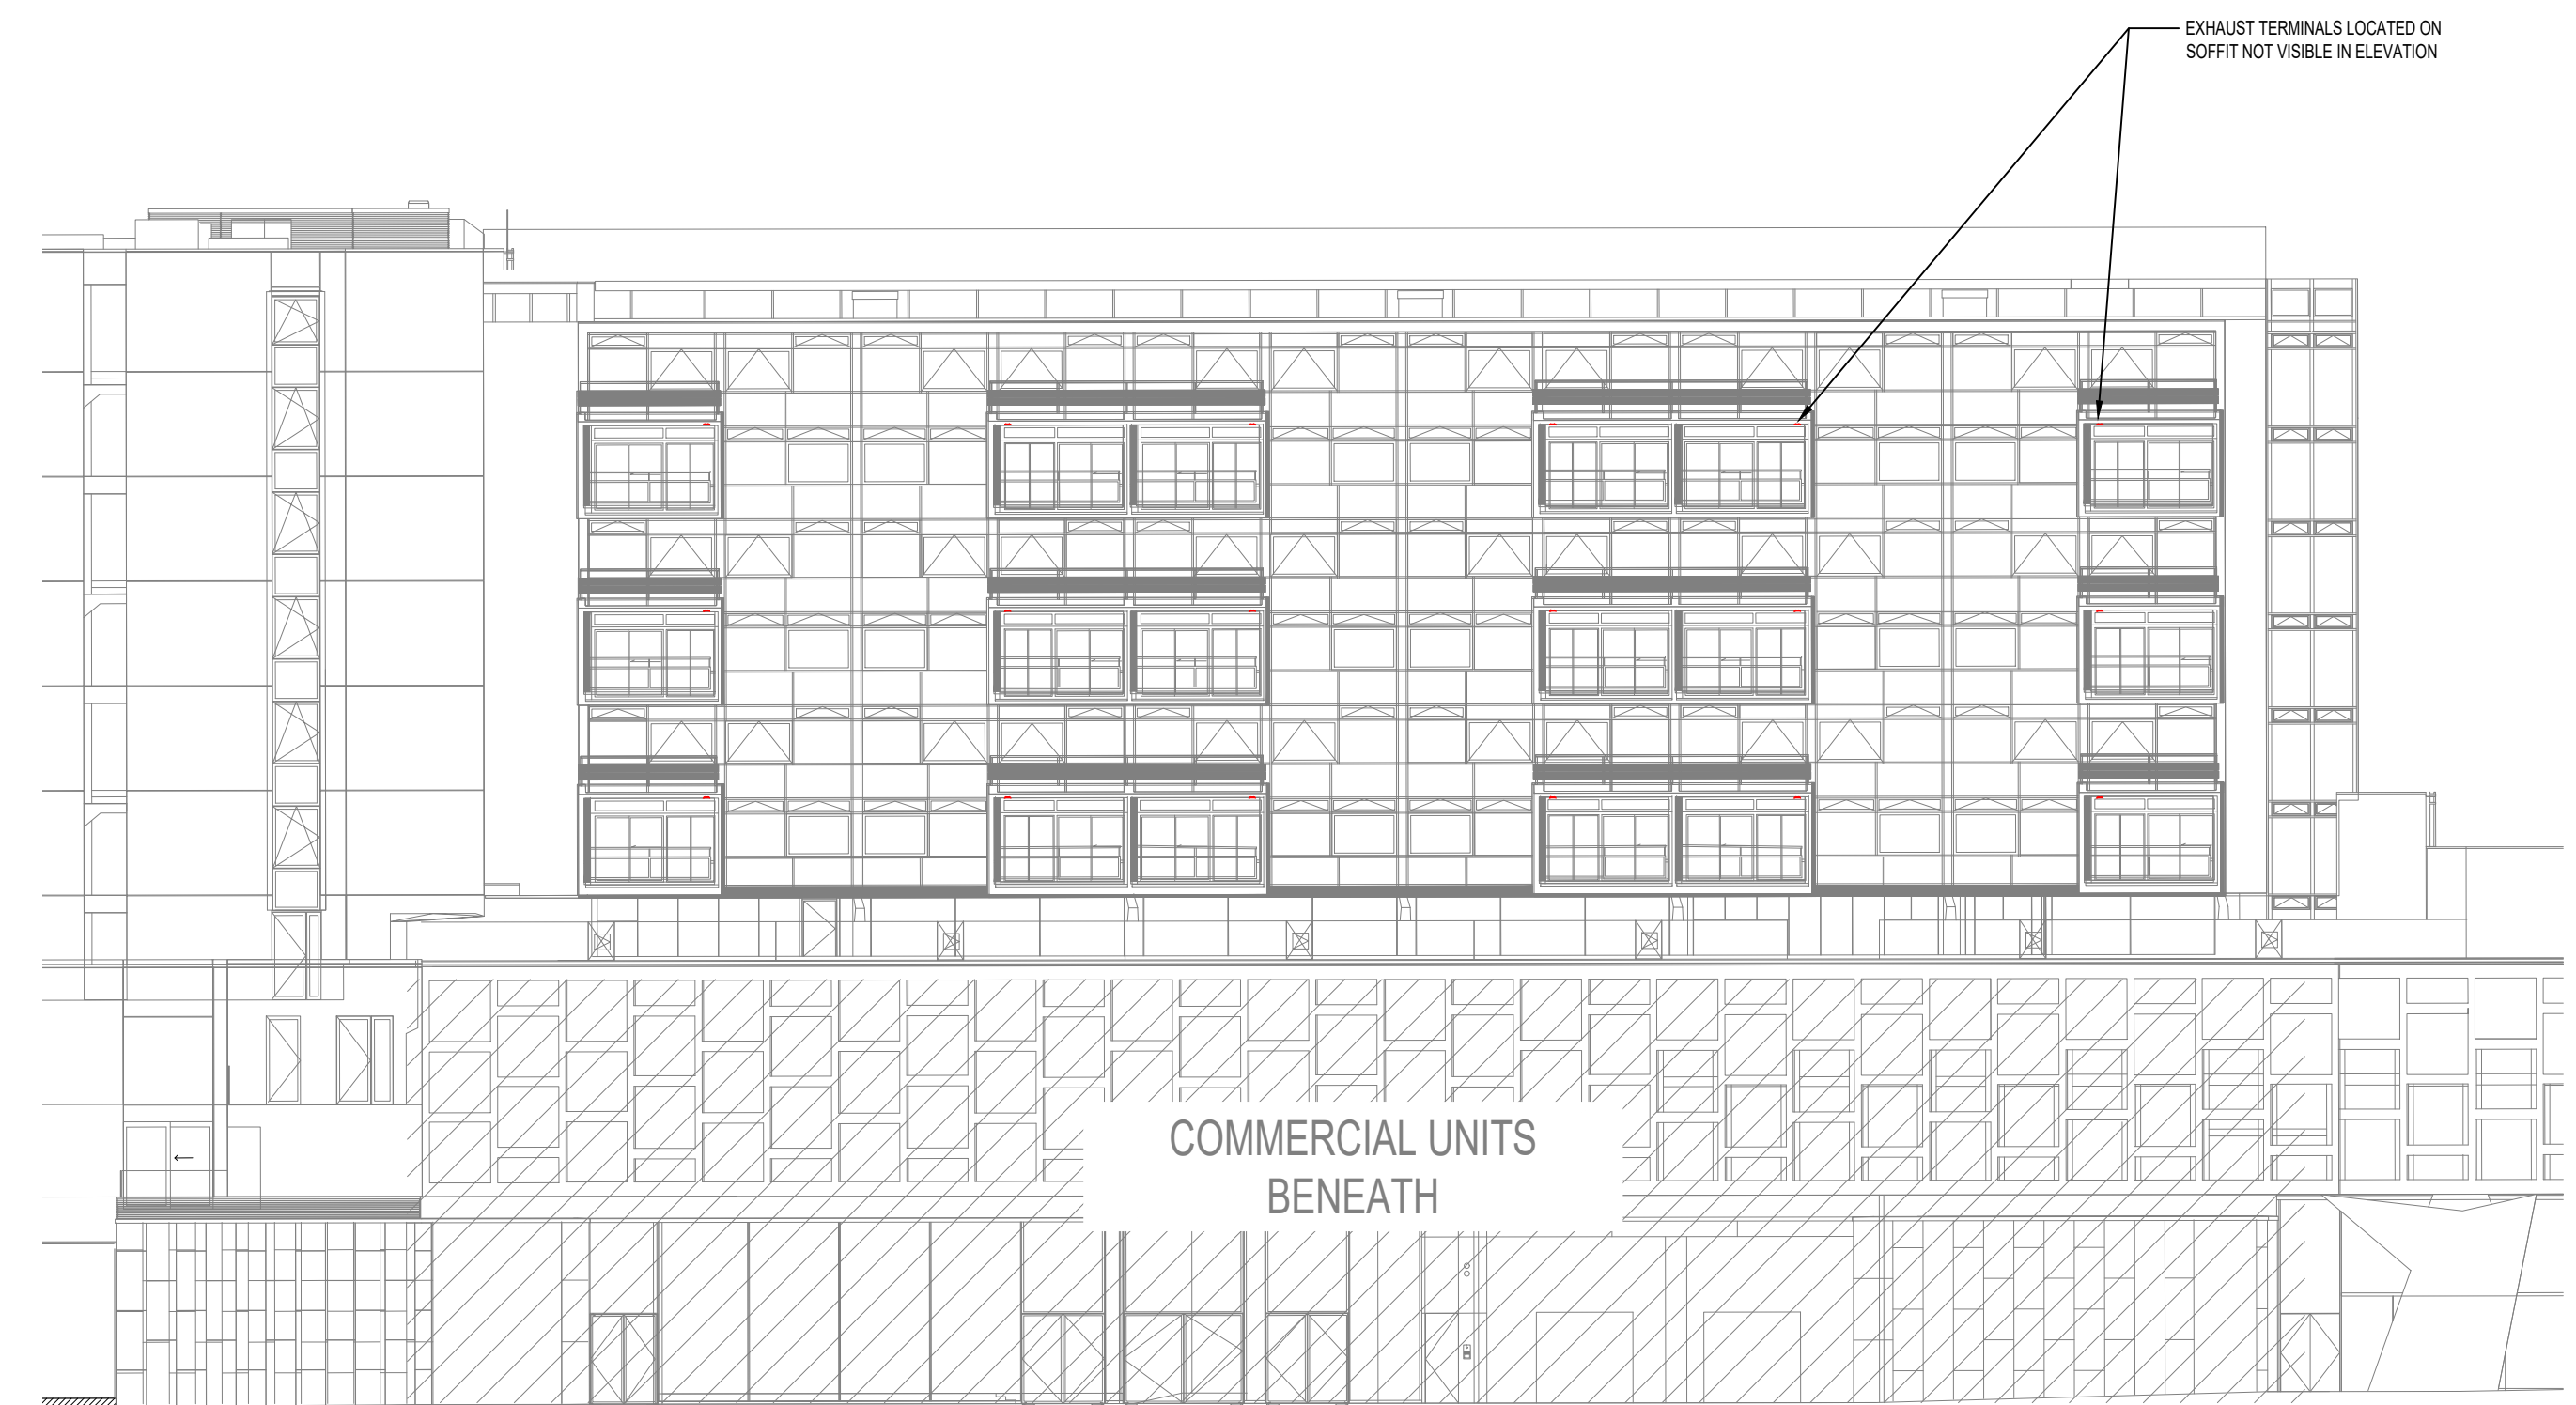 EXHAUST TERMINALS LOCATED ON
SOFFIT NOT VISIBLE IN ELEVATION
COMMERCIAL UNITS
BENEATH